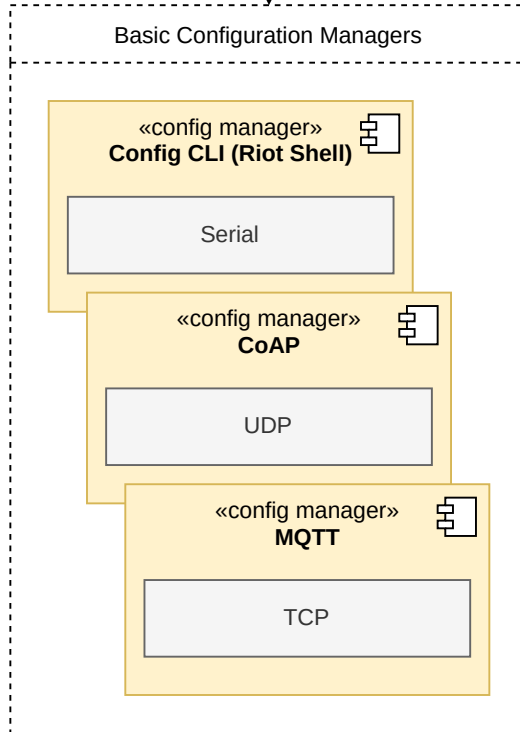 Basic Configuration Managers
«config manager»
Config CLI (Riot Shell)
Serial
«config manager»
CoAP
UDP
«config manager»
MQTT
TCP